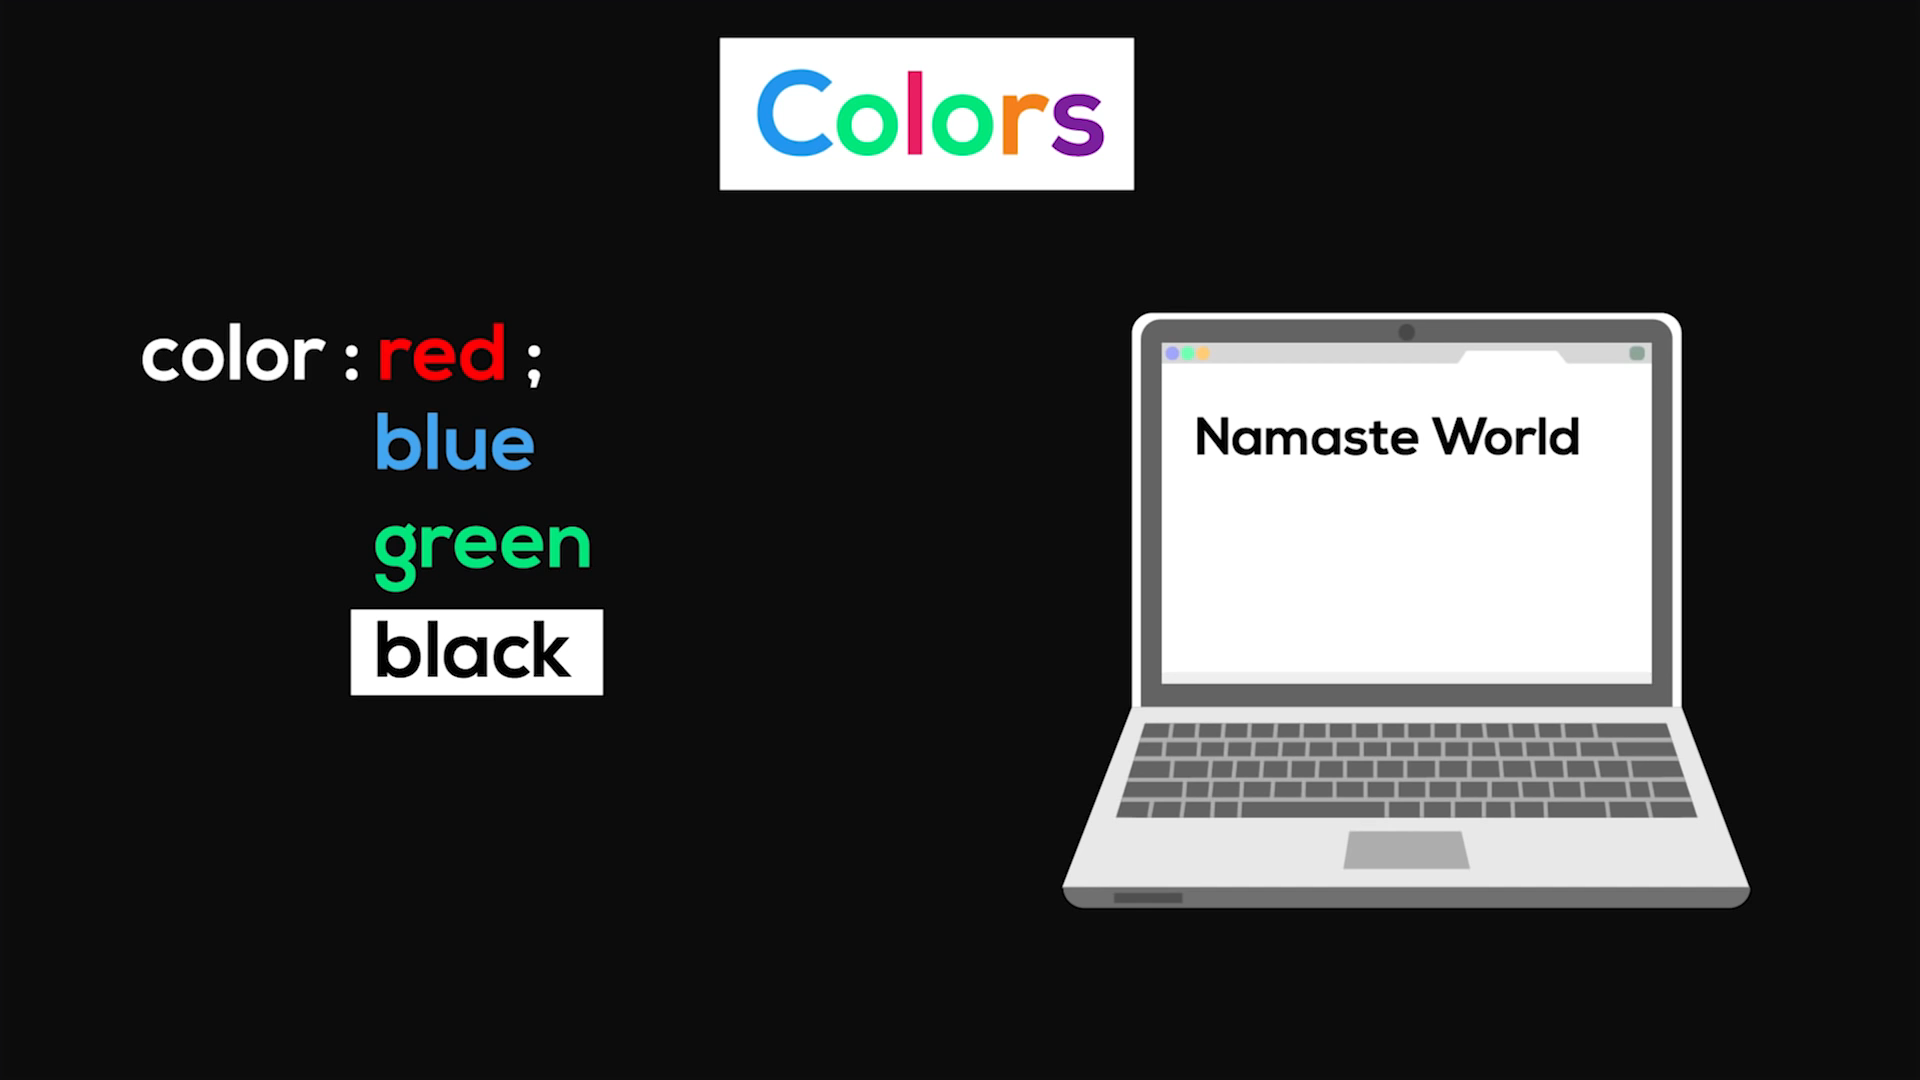 Colors
color : red ;
blue
green
black
Namaste World